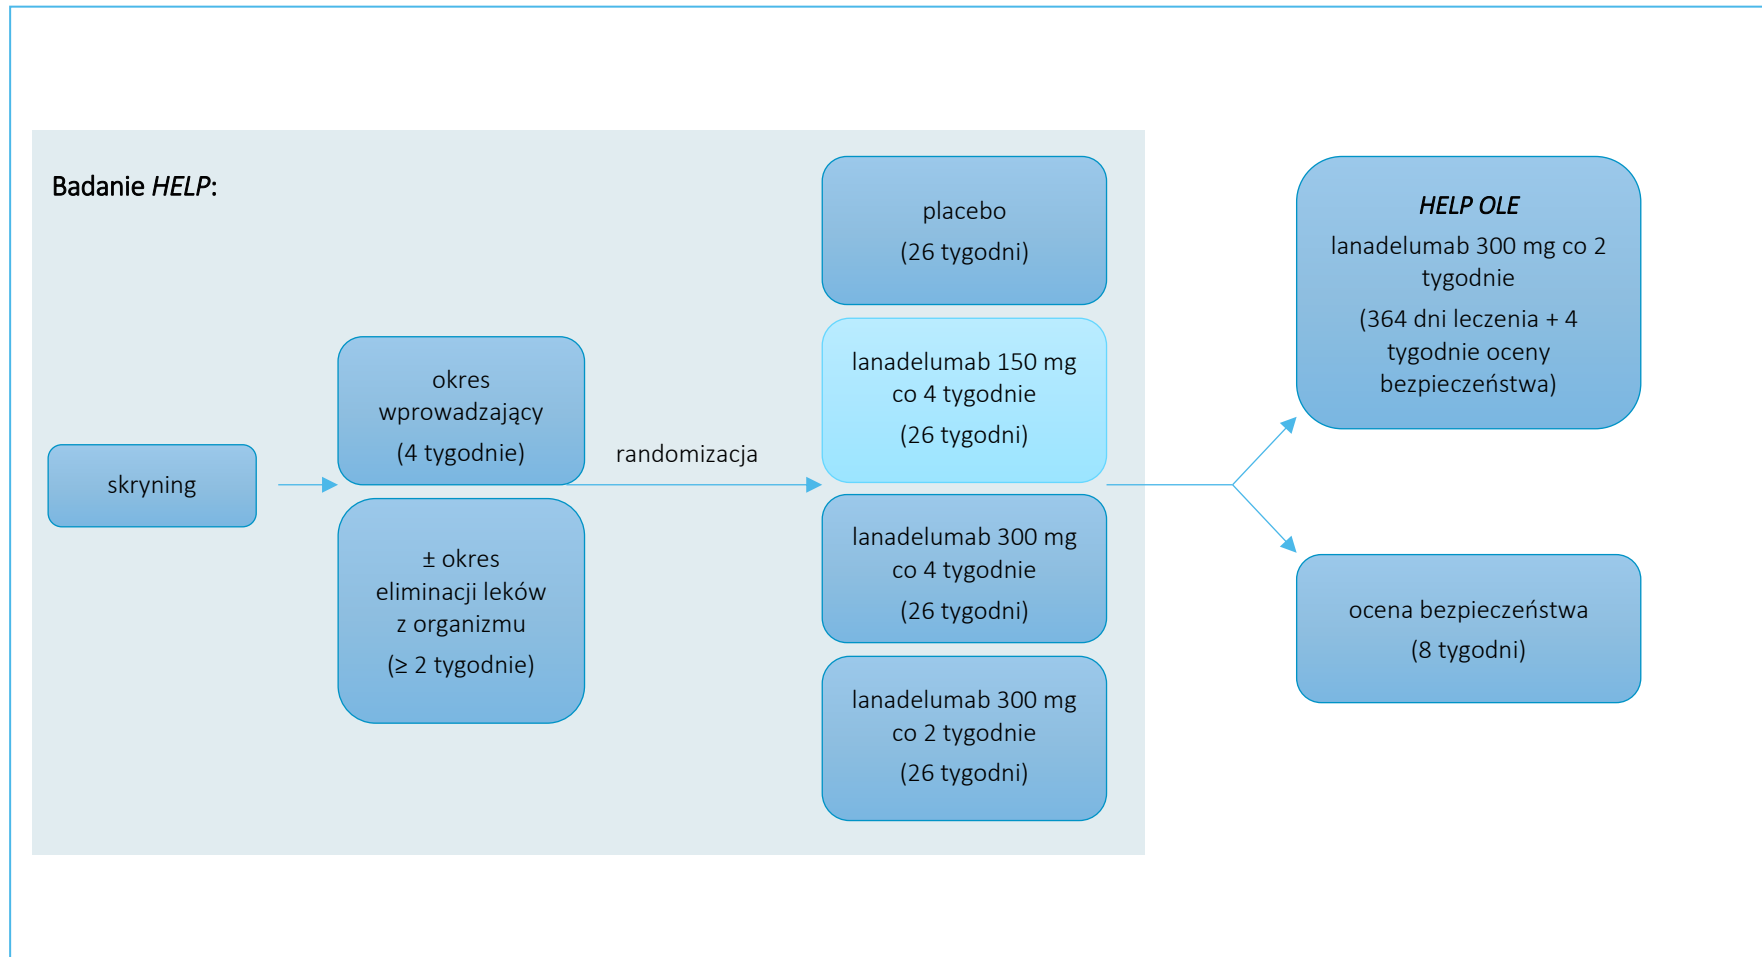 Badanie HELP:
skryning
okres
wprowadzający
(4 tygodnie)
± okres
eliminacji leków
z organizmu
(≥ 2 tygodnie)
randomizacja
placebo
(26 tygodni)
lanadelumab 150 mg
co 4 tygodnie
(26 tygodni)
lanadelumab 300 mg
co 4 tygodnie
(26 tygodni)
lanadelumab 300 mg
co 2 tygodnie
(26 tygodni)
HELP OLE
lanadelumab 300 mg co 2
tygodnie
(364 dni leczenia + 4
tygodnie oceny
bezpieczeństwa)
ocena bezpieczeństwa
(8 tygodni)